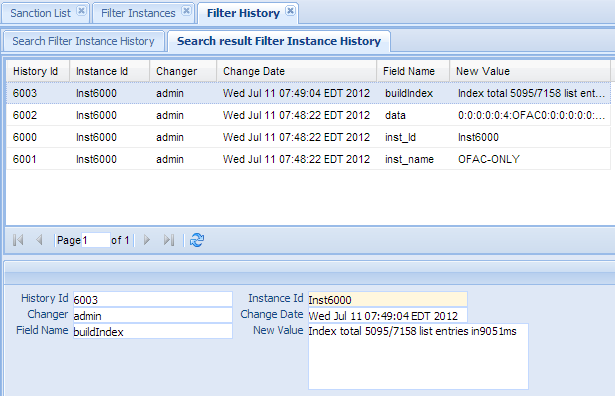 Sanction List Filter Instances Filter History
Search Filter Instance History Search result Filter Instance History
History Id Instance Id Changer Change Date Field Name New Value
6003 Inst6000 admin Wed Jul 11 07:49:04 EDT 2012 buildIndex Index total 5095/7158 list ent...
6002 Inst6000 admin Wed Jul 11 07:48:22 EDT 2012 data 0:0:0:0:0:4:OFAC0:0:0:0:0:0:...
6000 Inst6000 admin Wed Jul 11 07:48:22 EDT 2012 inst_Id Inst6000
6001 Inst6000 admin Wed Jul 11 07:48:22 EDT 2012 inst_name OFAC-ONLY
Page 1 of 1
History Id 6003 Instance Id Inst6000
Changer admin Change Date Wed Jul 11 07:49:04 EDT 2012
Field Name buildIndex New Value Index total 5095/7158 list entries in9051ms